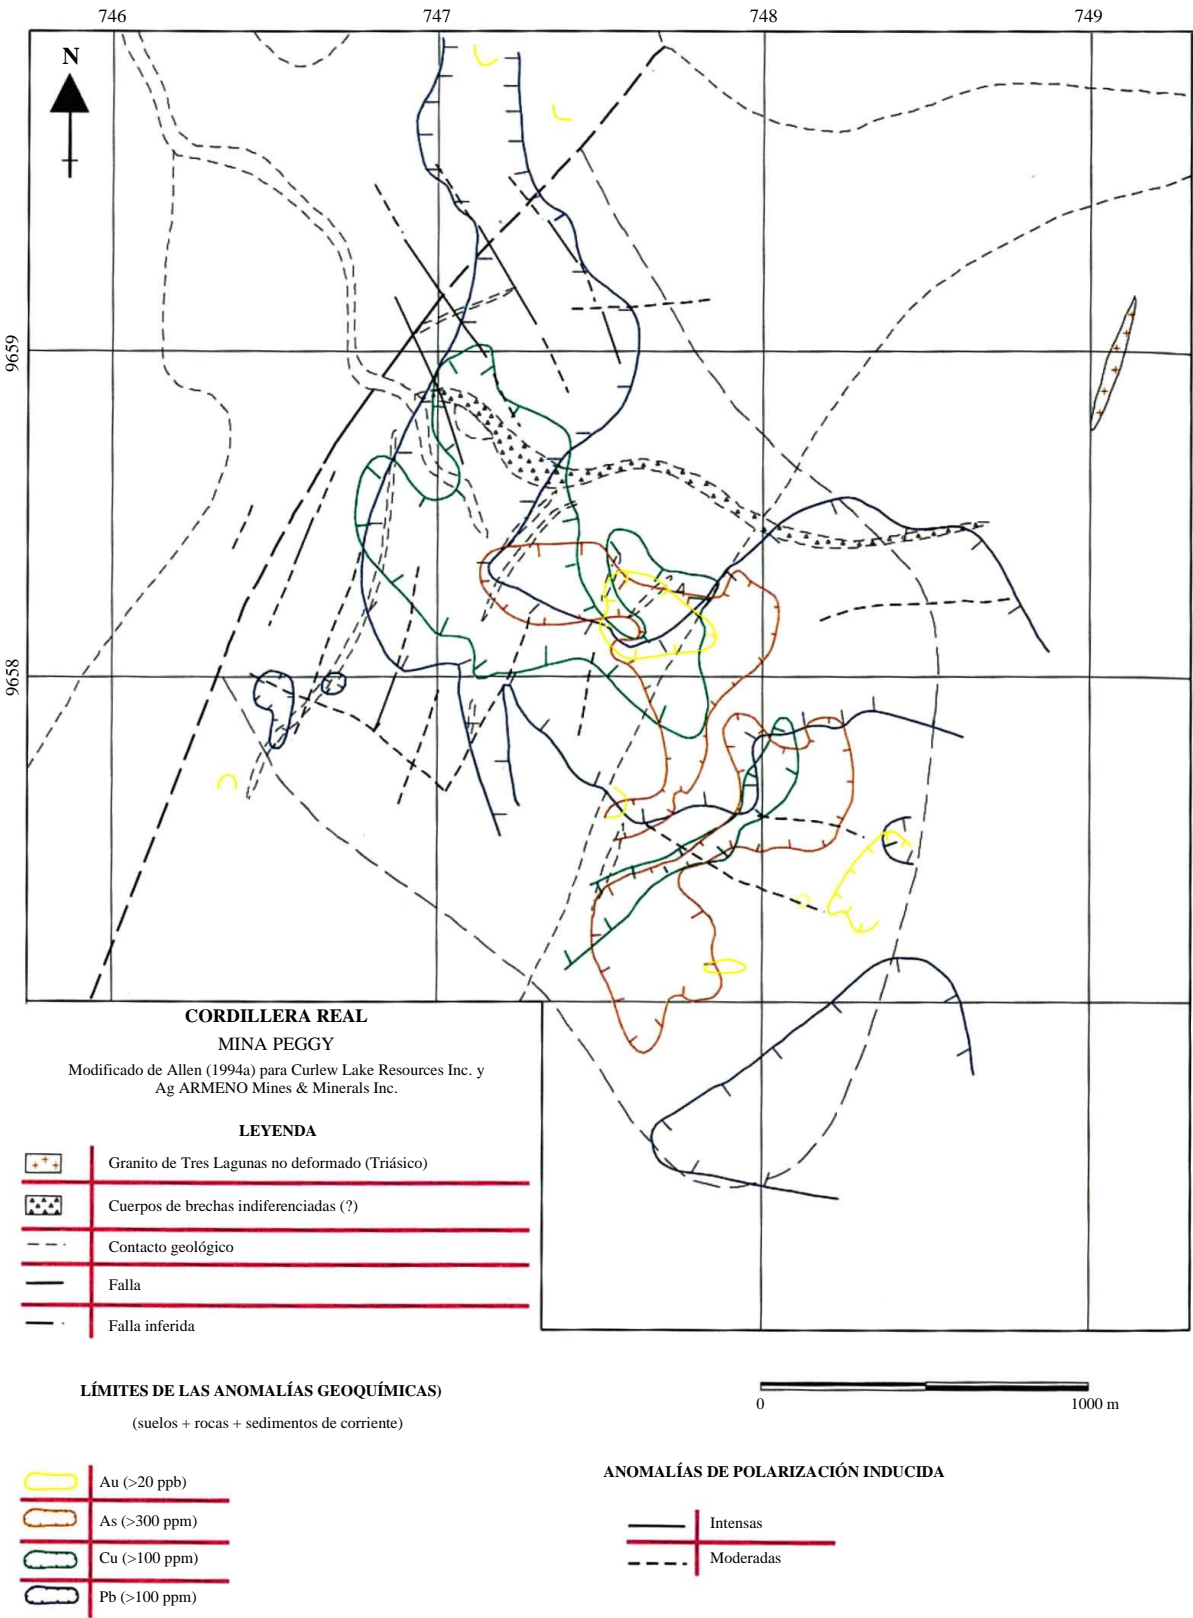 746 747 748 749
N
9659
9658
CORDILLERA REAL
MINA PEGGY
Modificado de Allen (1994a) para Curlew Lake Resources Inc. y
Ag ARMENO Mines & Minerals Inc.
LEYENDA
Granito de Tres Lagunas no deformado (Triásico)
Cuerpos de brechas indiferenciadas (?)
Contacto geológico
Falla
Falla inferida
LÍMITES DE LAS ANOMALÍAS GEOQUÍMICAS)
(suelos + rocas + sedimentos de corriente)
Au (>20 ppb)
As (>300 ppm)
Cu (>100 ppm)
Pb (>100 ppm)
0 1000 m
ANOMALÍAS DE POLARIZACIÓN INDUCIDA
Intensas
Moderadas